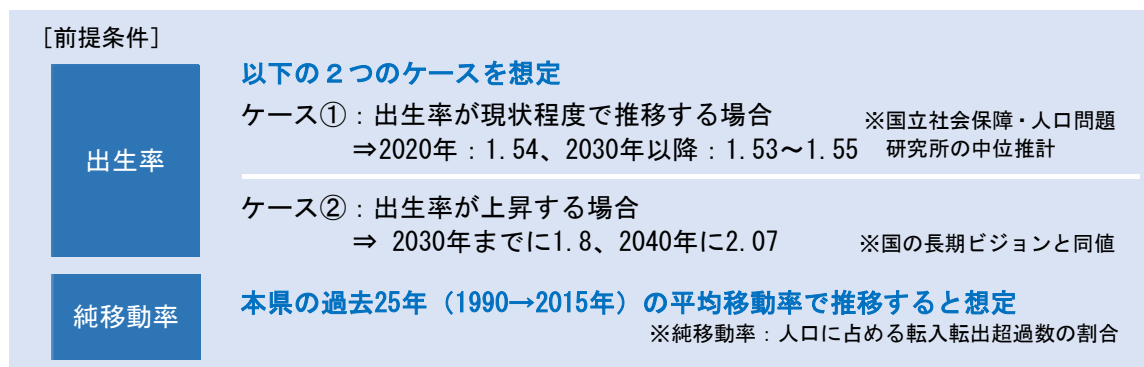 [前提条件]
出生率
以下の２つのケースを想定
ケース①：出生率が現状程度で推移する場合
⇒2020年：1.54、2030年以降：1.53～1.55
※国立社会保障・人口問題
研究所の中位推計
ケース②：出生率が上昇する場合
⇒ 2030年までに1.8、2040年に2.07
※国の長期ビジョンと同値
純移動率
本県の過去25年（1990→2015年）の平均移動率で推移すると想定
※純移動率：人口に占める転入転出超過数の割合